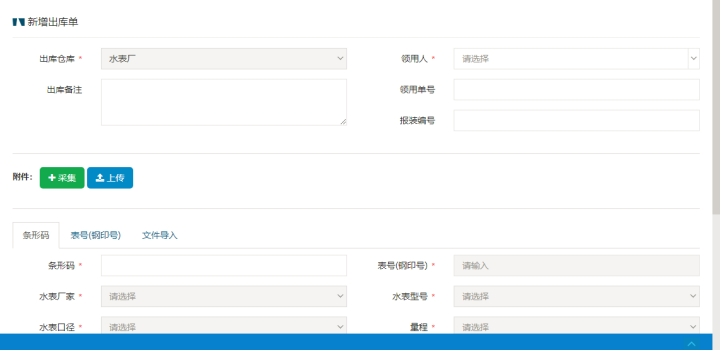 新增出库单
出库仓库 * 水表厂 领用人 * 请选择
出库备注 领用单号
报装编号
附件: 采集 上传
条形码 表号(钢印号) 文件导入
条形码 * 表号(钢印号) * 请输入
水表厂家 * 请选择 水表型号 * 请选择
水表口径 * 请选择 量程 * 请选择